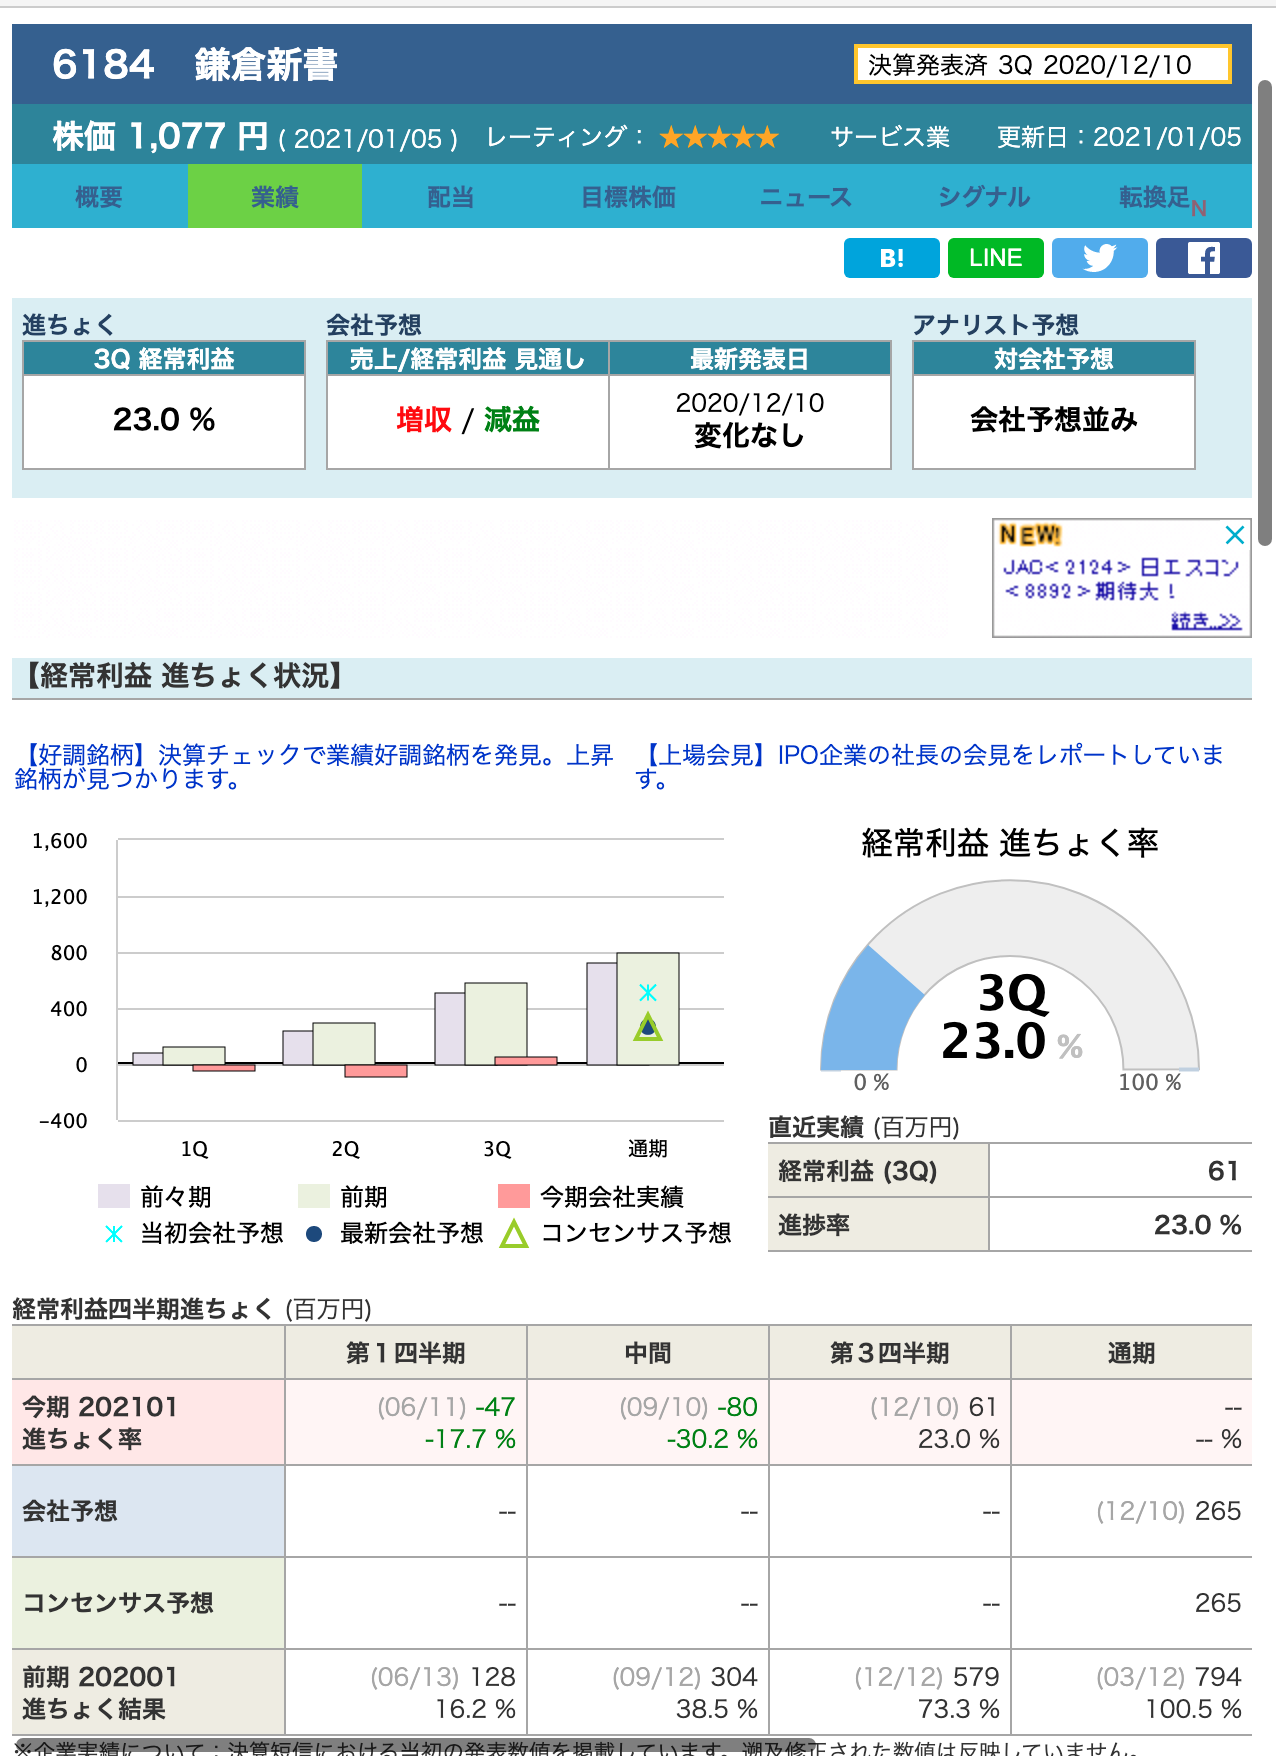 6184 鎌倉新書
決算発表済 3Q 2020/12/10
株価 1,077 円 ( 2021/01/05 ) レーティング： ★★★★★ サービス業 更新日：2021/01/05
概要 業績 配当 目標株価 ニュース シグナル 転換足N
B! LINE
進ちょく 会社予想 アナリスト予想
3Q 経常利益 売上/経常利益 見通し 最新発表日 対会社予想
23.0 % 増収 / 減益 2020/12/10 会社予想並み
変化なし
NEW!
JAC<2124> 日エスコン
<8892>期待大！
続き..>>
【経常利益 進ちょく状況】
【好調銘柄】決算チェックで業績好調銘柄を発見。上昇
銘柄が見つかります。
【上場会見】IPO企業の社長の会見をレポートしていま
す。
1,600
1,200
800
400
0
-400
1Q 2Q 3Q 通期
前々期 前期 今期会社実績
当初会社予想 最新会社予想 コンセンサス予想
経常利益 進ちょく率
3Q
23.0 %
0 % 100 %
直近実績 (百万円)
経常利益 (3Q) 61
進捗率 23.0 %
経常利益四半期進ちょく (百万円)
第１四半期 中間 第３四半期 通期
今期 202101 (06/11) -47 (09/10) -80 (12/10) 61 --
進ちょく率 -17.7 % -30.2 % 23.0 % -- %
会社予想 -- -- -- (12/10) 265
コンセンサス予想 -- -- -- 265
前期 202001 (06/13) 128 (09/12) 304 (12/12) 579 (03/12) 794
進ちょく結果 16.2 % 38.5 % 73.3 % 100.5 %
※企業実績について：決算短信における当初の発表数値を掲載しています。遡及修正された数値は反映していません。